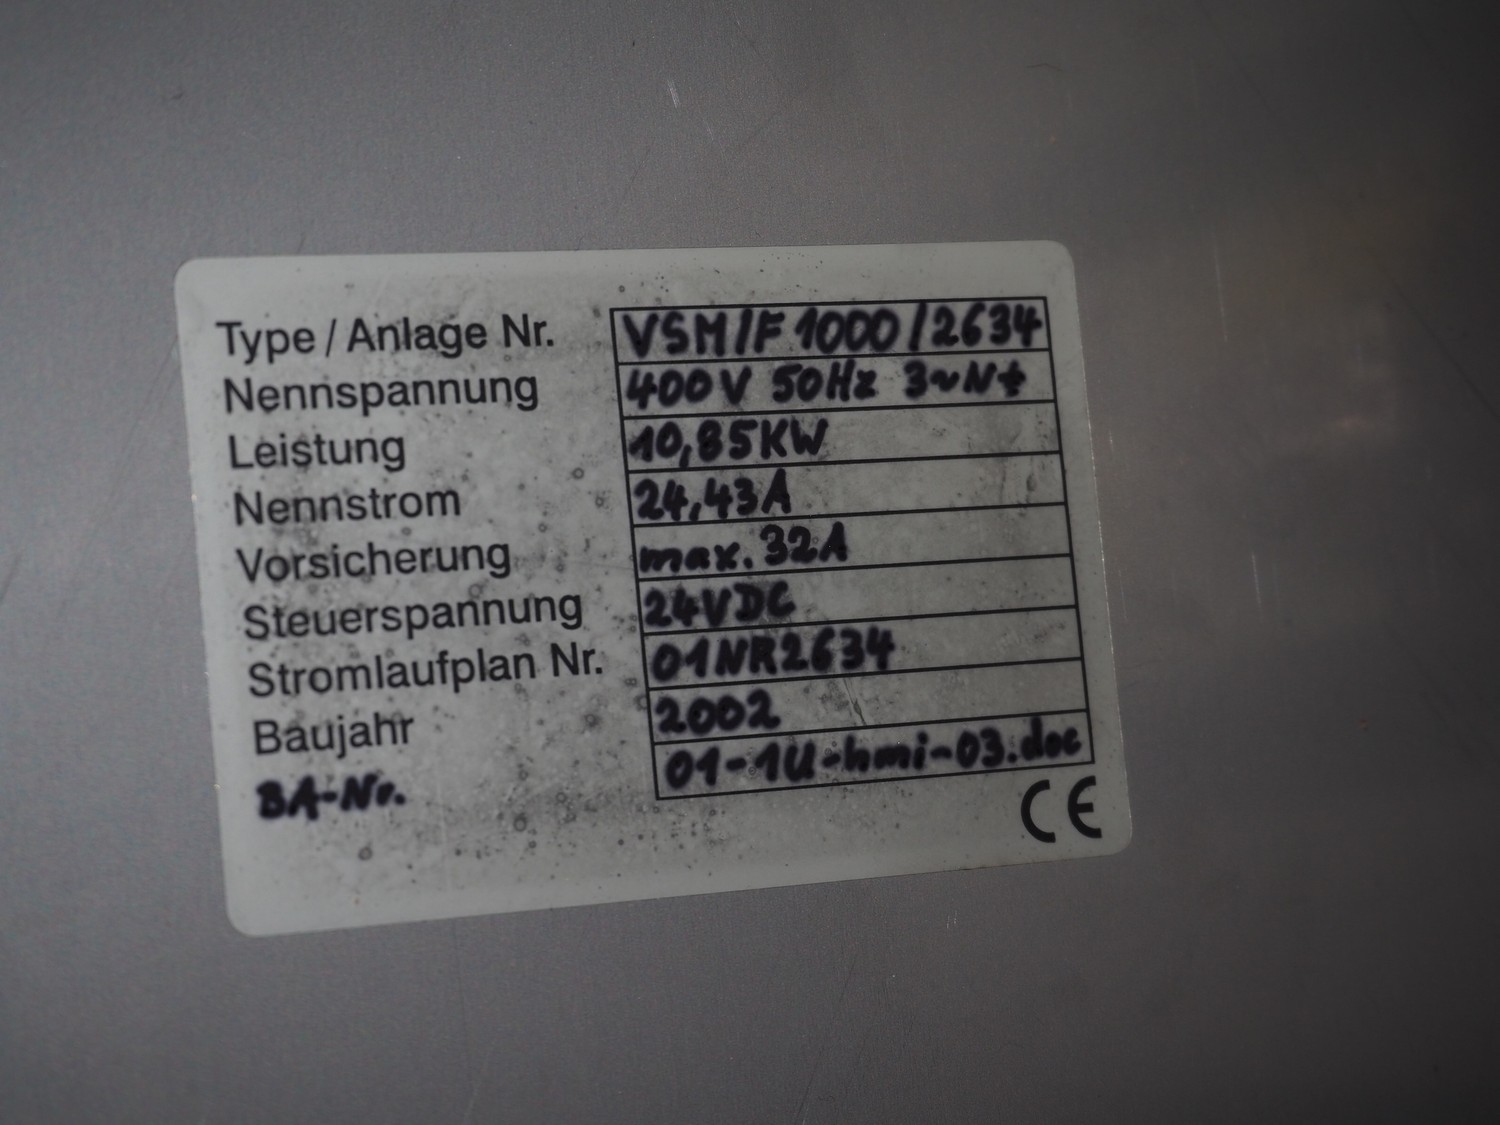 Type / Anlage Nr. VSM/F 1000/2634
Nennspannung 400V 50Hz 3~N⏚
Leistung 10,85KW
Nennstrom 24,43A
Vorsicherung max. 32A
Steuerspannung 24VDC
Stromlaufplan Nr. 01NR2634
Baujahr 2002
BA-Nr. 01-1U-hmi-03.doc
CE